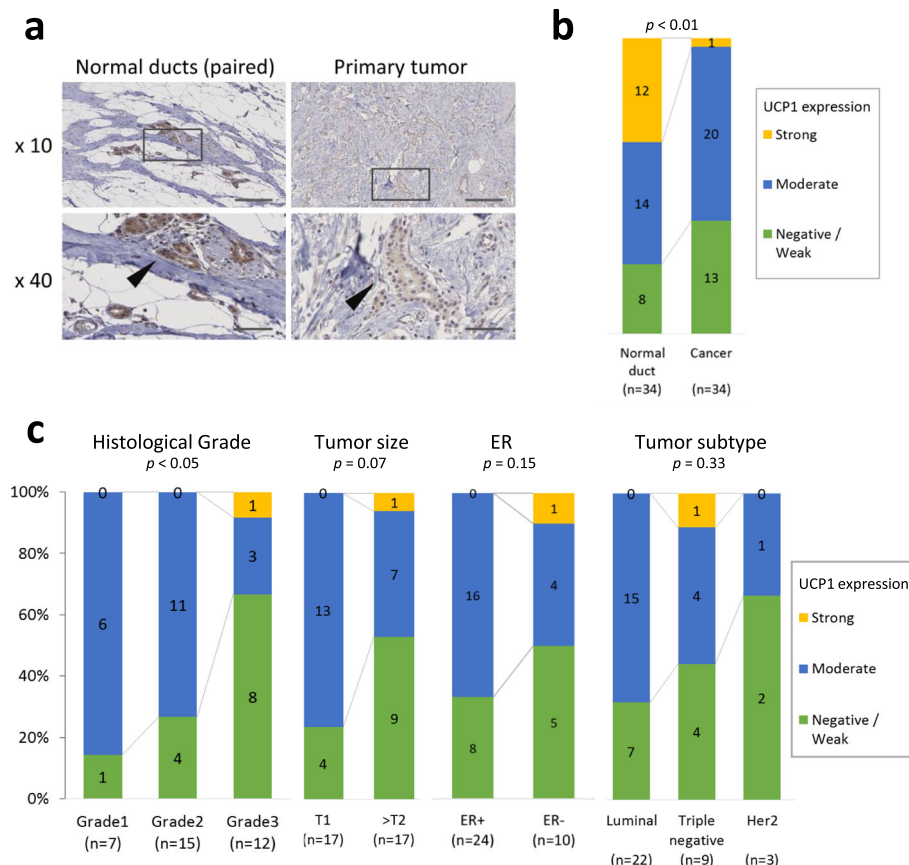 a
Normal ducts (paired)
Primary tumor
x 10
x 40
b
p < 0.01
1
12
20
14
13
8
Normal duct (n=34)
Cancer (n=34)
UCP1 expression
Strong
Moderate
Negative /
Weak
c
Histological Grade
p < 0.05
Tumor size
p = 0.07
ER
p = 0.15
Tumor subtype
p = 0.33
100%
80%
60%
40%
20%
0%
0
6
1
0
11
4
1
3
8
Grade1
(n=7)
Grade2
(n=15)
Grade3
(n=12)
0
13
4
1
7
9
T1
(n=17)
>T2
(n=17)
0
16
8
1
4
5
ER+
(n=24)
ER-
(n=10)
0
15
7
1
4
4
0
1
2
Luminal
(n=22)
Triple
negative
(n=9)
Her2
(n=3)
UCP1 expression
Strong
Moderate
Negative /
Weak